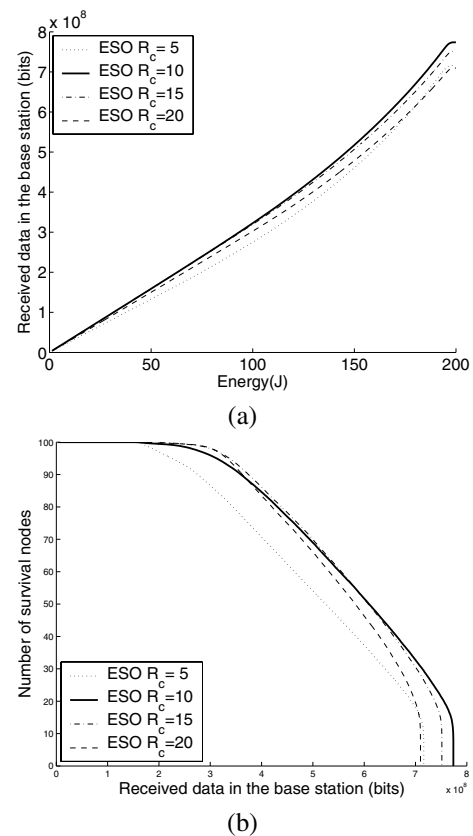 x 10⁸
8
7
6
5
4
3
2
1
0
Received data in the base station (bits)
ESO R_c= 5
ESO R_c=10
ESO R_c=15
ESO R_c=20
0 50 100 150 200
Energy(J)
(a)
100
90
80
70
60
50
40
30
20
10
0
Number of survival nodes
ESO R_c= 5
ESO R_c=10
ESO R_c=15
ESO R_c=20
0 1 2 3 4 5 6 7 8
x 10⁸
Received data in the base station (bits)
(b)